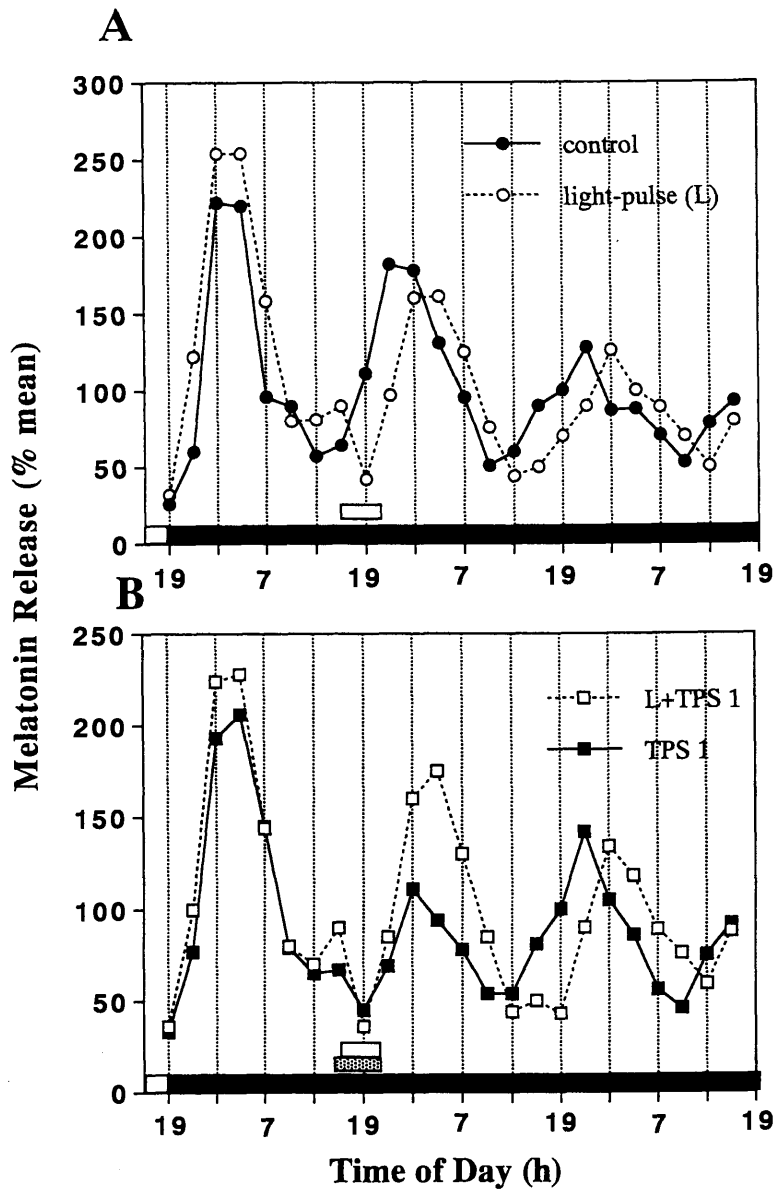 A
300
250
200
150
100
50
0
control
light-pulse (L)
19 7 19 7 19 7 19
Melatonin Release (% mean)
B
250
200
150
100
50
0
L+TPS 1
TPS 1
19 7 19 7 19 7 19
Time of Day (h)